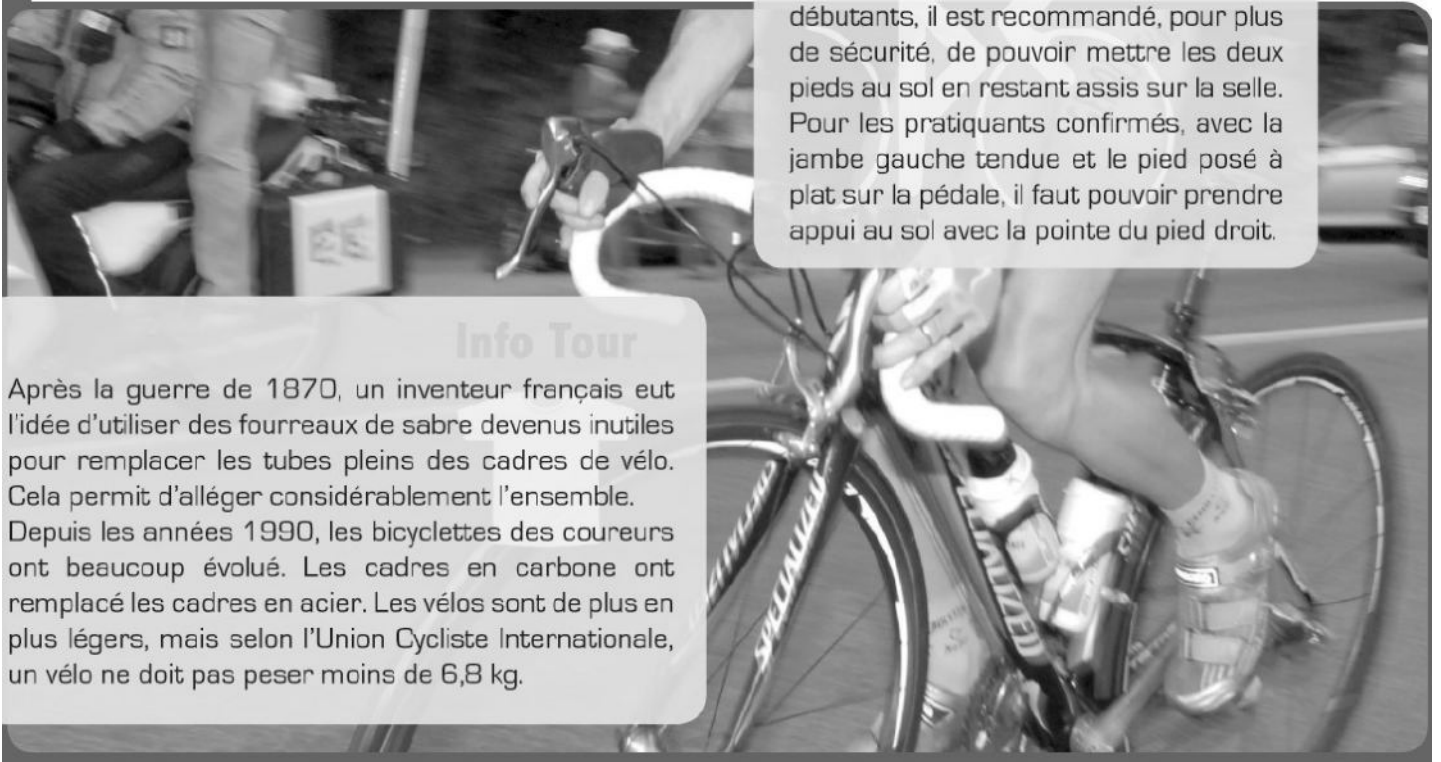 débutants, il est recommandé, pour plus
de sécurité, de pouvoir mettre les deux
pieds au sol en restant assis sur la selle.
Pour les pratiquants confirmés, avec la
jambe gauche tendue et le pied posé à
plat sur la pédale, il faut pouvoir prendre
appui au sol avec la pointe du pied droit.
Info Tour
Après la guerre de 1870, un inventeur français eut
l'idée d'utiliser des fourreaux de sabre devenus inutiles
pour remplacer les tubes pleins des cadres de vélo.
Cela permit d'alléger considérablement l'ensemble.
Depuis les années 1990, les bicyclettes des coureurs
ont beaucoup évolué. Les cadres en carbone ont
remplacé les cadres en acier. Les vélos sont de plus en
plus légers, mais selon l'Union Cycliste Internationale,
un vélo ne doit pas peser moins de 6,8 kg.
SPECIALIZED
SPECIALIZED